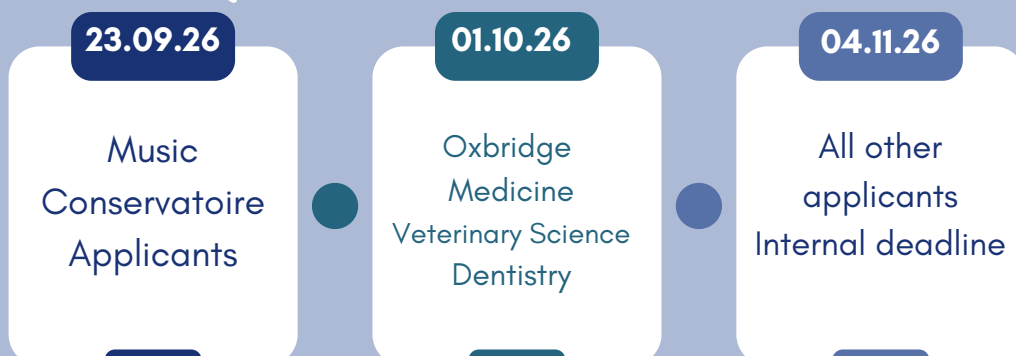 23.09.26
Music
Conservatoire
Applicants
01.10.26
Oxbridge
Medicine
Veterinary Science
Dentistry
04.11.26
All other
applicants
Internal deadline